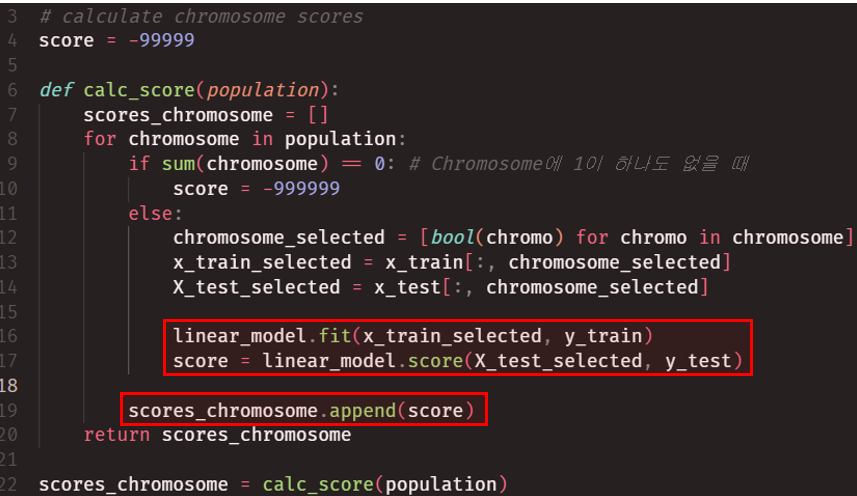 3 # calculate chromosome scores
4 score = -99999
5
6 def calc_score(population):
7 scores_chromosome = []
8 for chromosome in population:
9 if sum(chromosome) == 0: # Chromosome에 1이 하나도 없을 때
10 score = -999999
11 else:
12 chromosome_selected = [bool(chromo) for chromo in chromosome]
13 x_train_selected = x_train[:, chromosome_selected]
14 X_test_selected = x_test[:, chromosome_selected]
15
16 linear_model.fit(x_train_selected, y_train)
17 score = linear_model.score(X_test_selected, y_test)
18
19 scores_chromosome.append(score)
20 return scores_chromosome
21
22 scores_chromosome = calc_score(population)